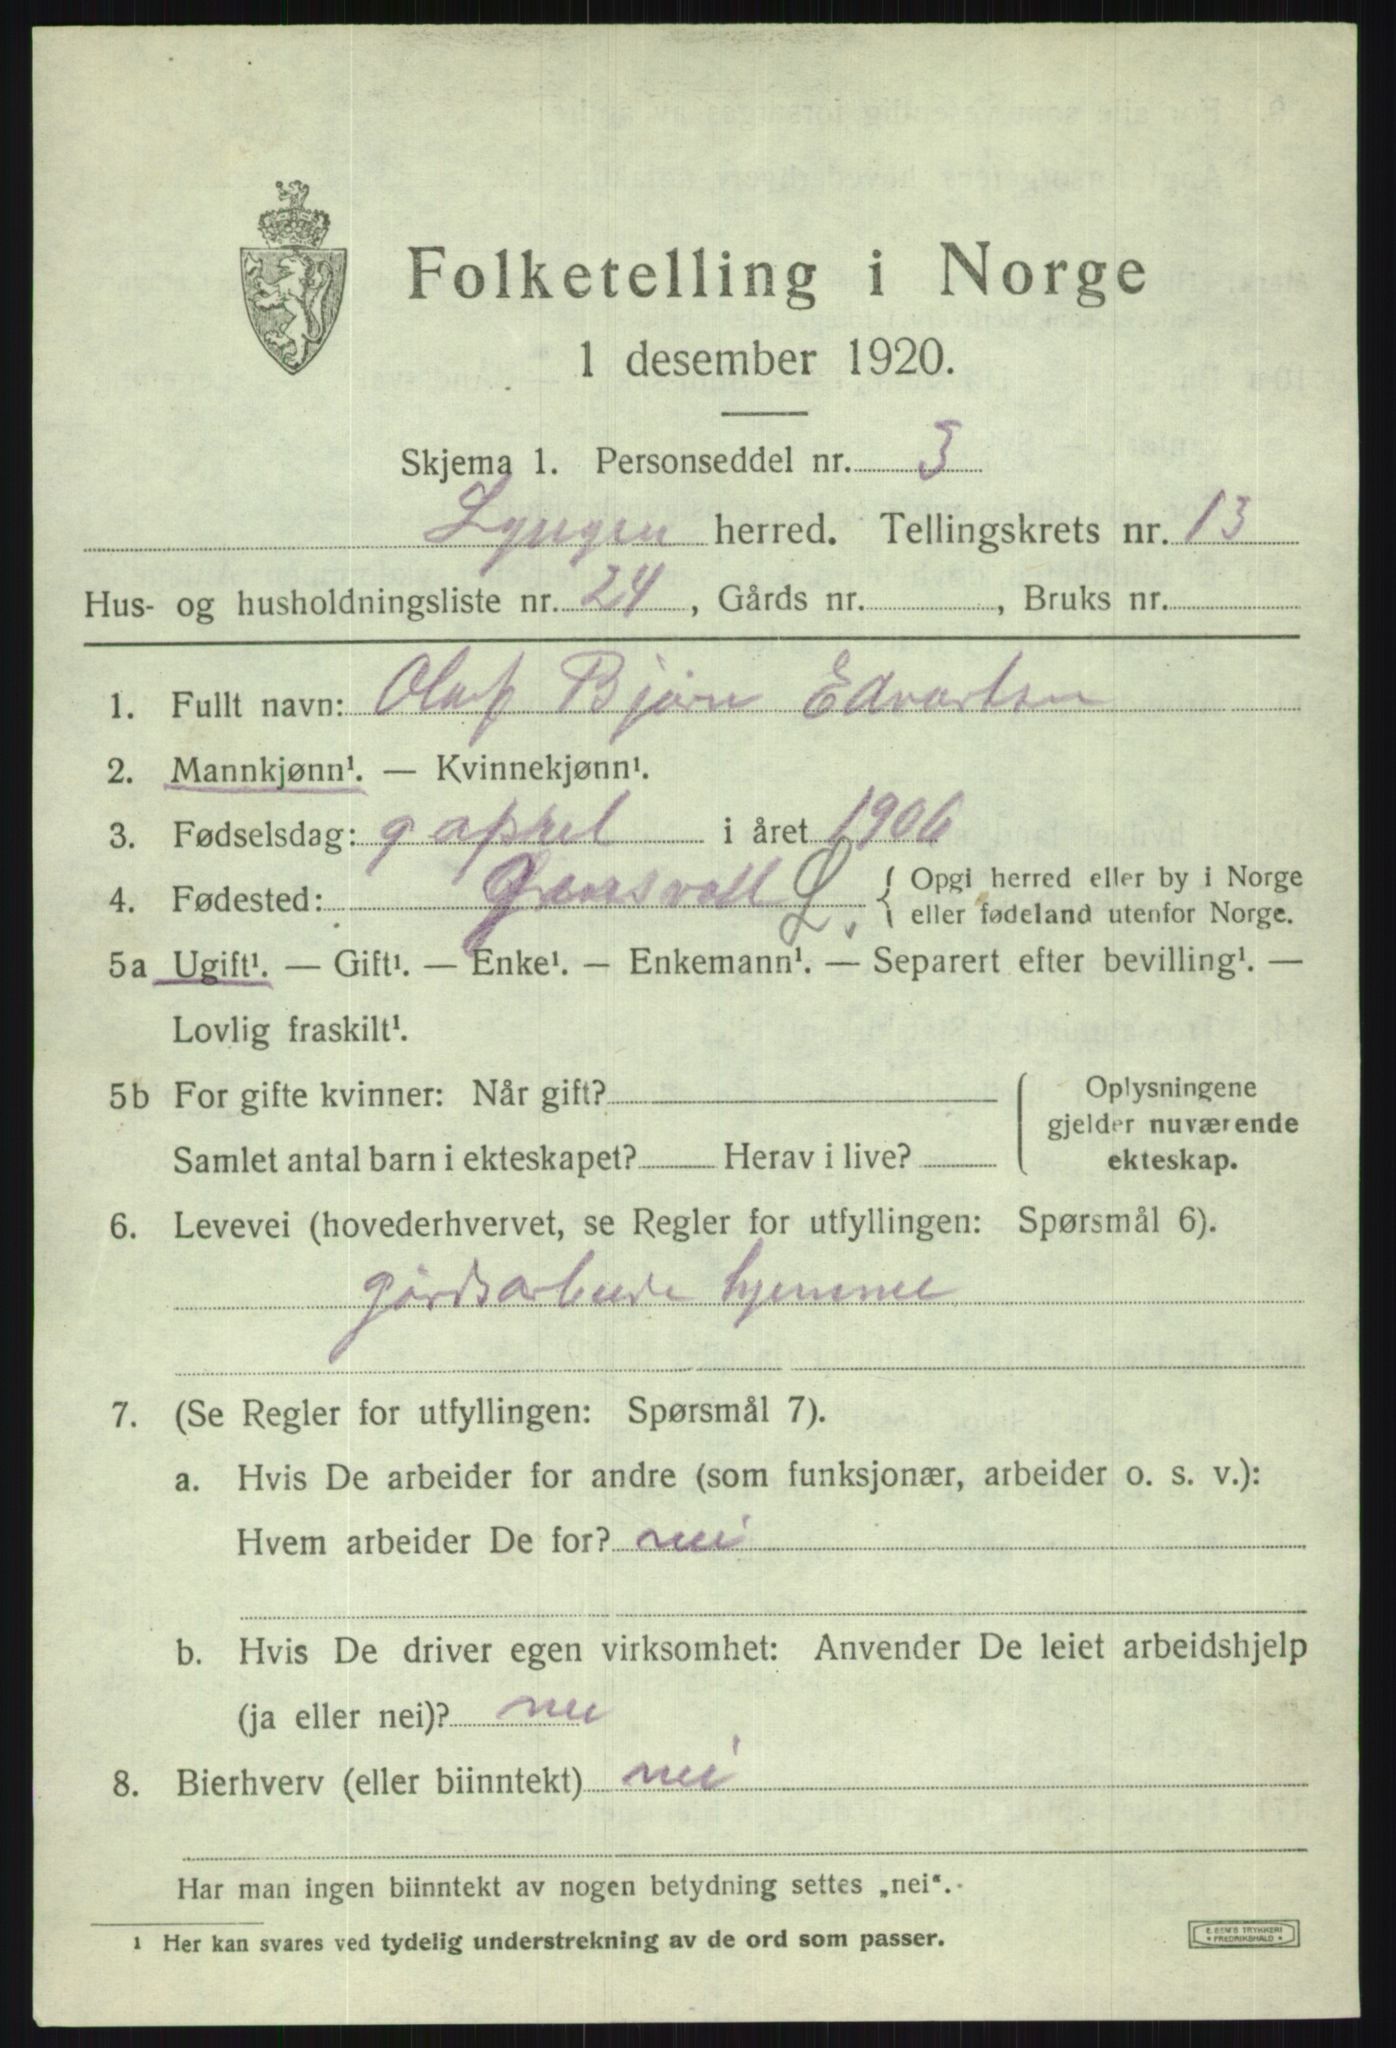 Folketelling i Norge
1 desember 1920.
Skjema 1. Personseddel nr. 3
Lyngen herred. Tellingskrets nr. 13
Hus- og husholdningsliste nr. 24, Gårds nr. , Bruks nr.
1. Fullt navn: Olaf Bjørn Edvartsen
2. Mannkjønn¹. — Kvinnekjønn¹.
3. Fødselsdag: 9 aprel i året 1906
4. Fødested: L. { Opgi herred eller by i Norge
eller fødeland utenfor Norge.
5a Ugift¹. — Gift¹. — Enke¹. — Enkemann¹. — Separert efter bevilling¹. —
Lovlig fraskilt¹.
5b For gifte kvinner: Når gift?
Samlet antal barn i ekteskapet? Herav i live?
Oplysningene
gjelder nuværende
ekteskap.
6. Levevei (hovederhvervet, se Regler for utfyllingen: Spørsmål 6).
gårdsarbeide hjemme
7. (Se Regler for utfyllingen: Spørsmål 7).
a. Hvis De arbeider for andre (som funksjonær, arbeider o. s. v.):
Hvem arbeider De for? nei
b. Hvis De driver egen virksomhet: Anvender De leiet arbeidshjelp
(ja eller nei)? nei
8. Bierhverv (eller biinntekt) nei
Har man ingen biinntekt av nogen betydning settes „nei“.
¹ Her kan svares ved tydelig understrekning av de ord som passer.
E. SEM'S TRYKKERI
FREDRIKSHALD